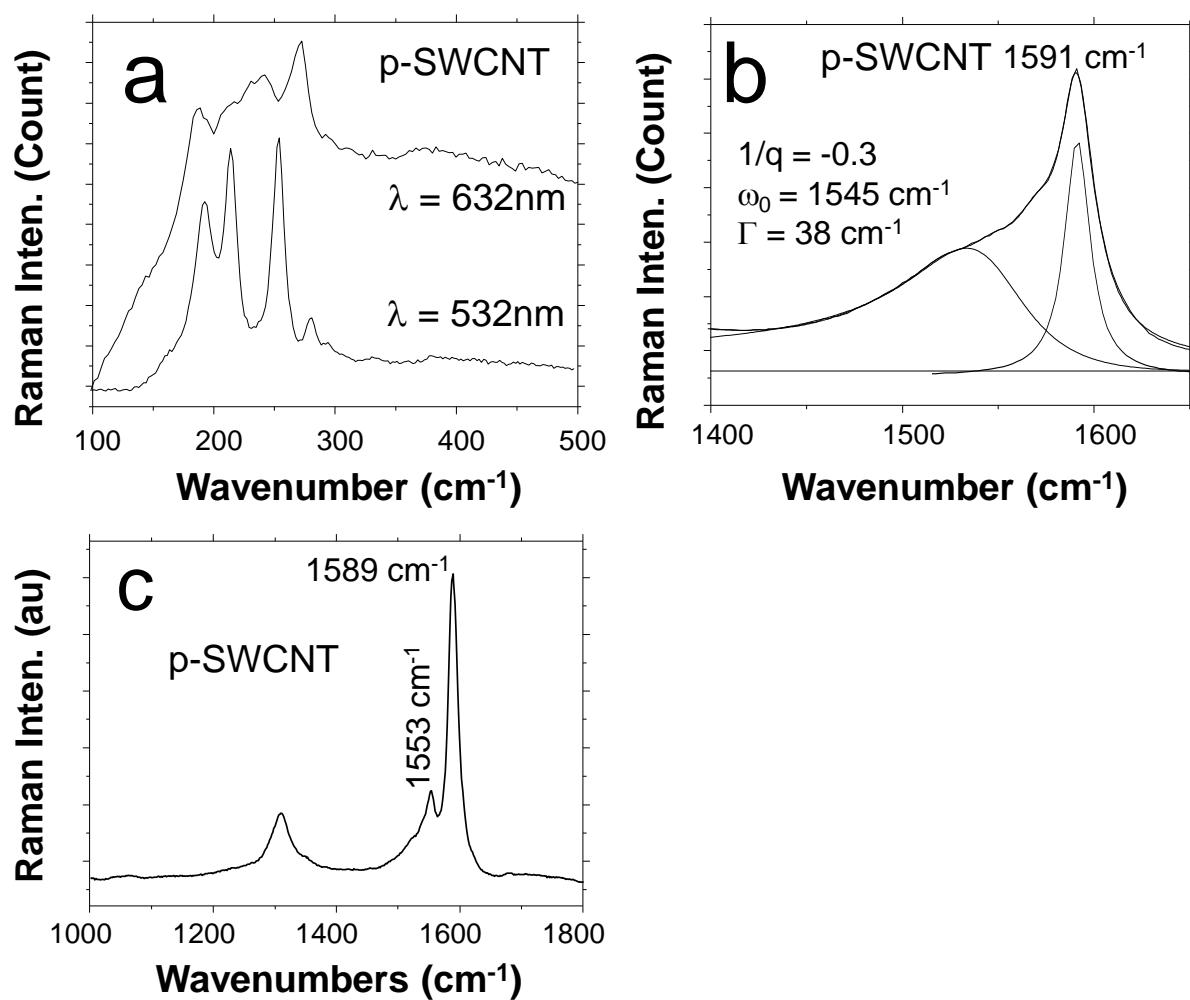 a
p-SWCNT
λ = 632nm
λ = 532nm
Raman Inten. (Count)
100 200 300 400 500
Wavenumber (cm-1)
b
p-SWCNT 1591 cm-1
1/q = -0.3
ω0 = 1545 cm-1
Γ = 38 cm-1
Raman Inten. (Count)
1400 1500 1600
Wavenumber (cm-1)
c
1589 cm-1
p-SWCNT
1553 cm-1
Raman Inten. (au)
1000 1200 1400 1600 1800
Wavenumbers (cm-1)